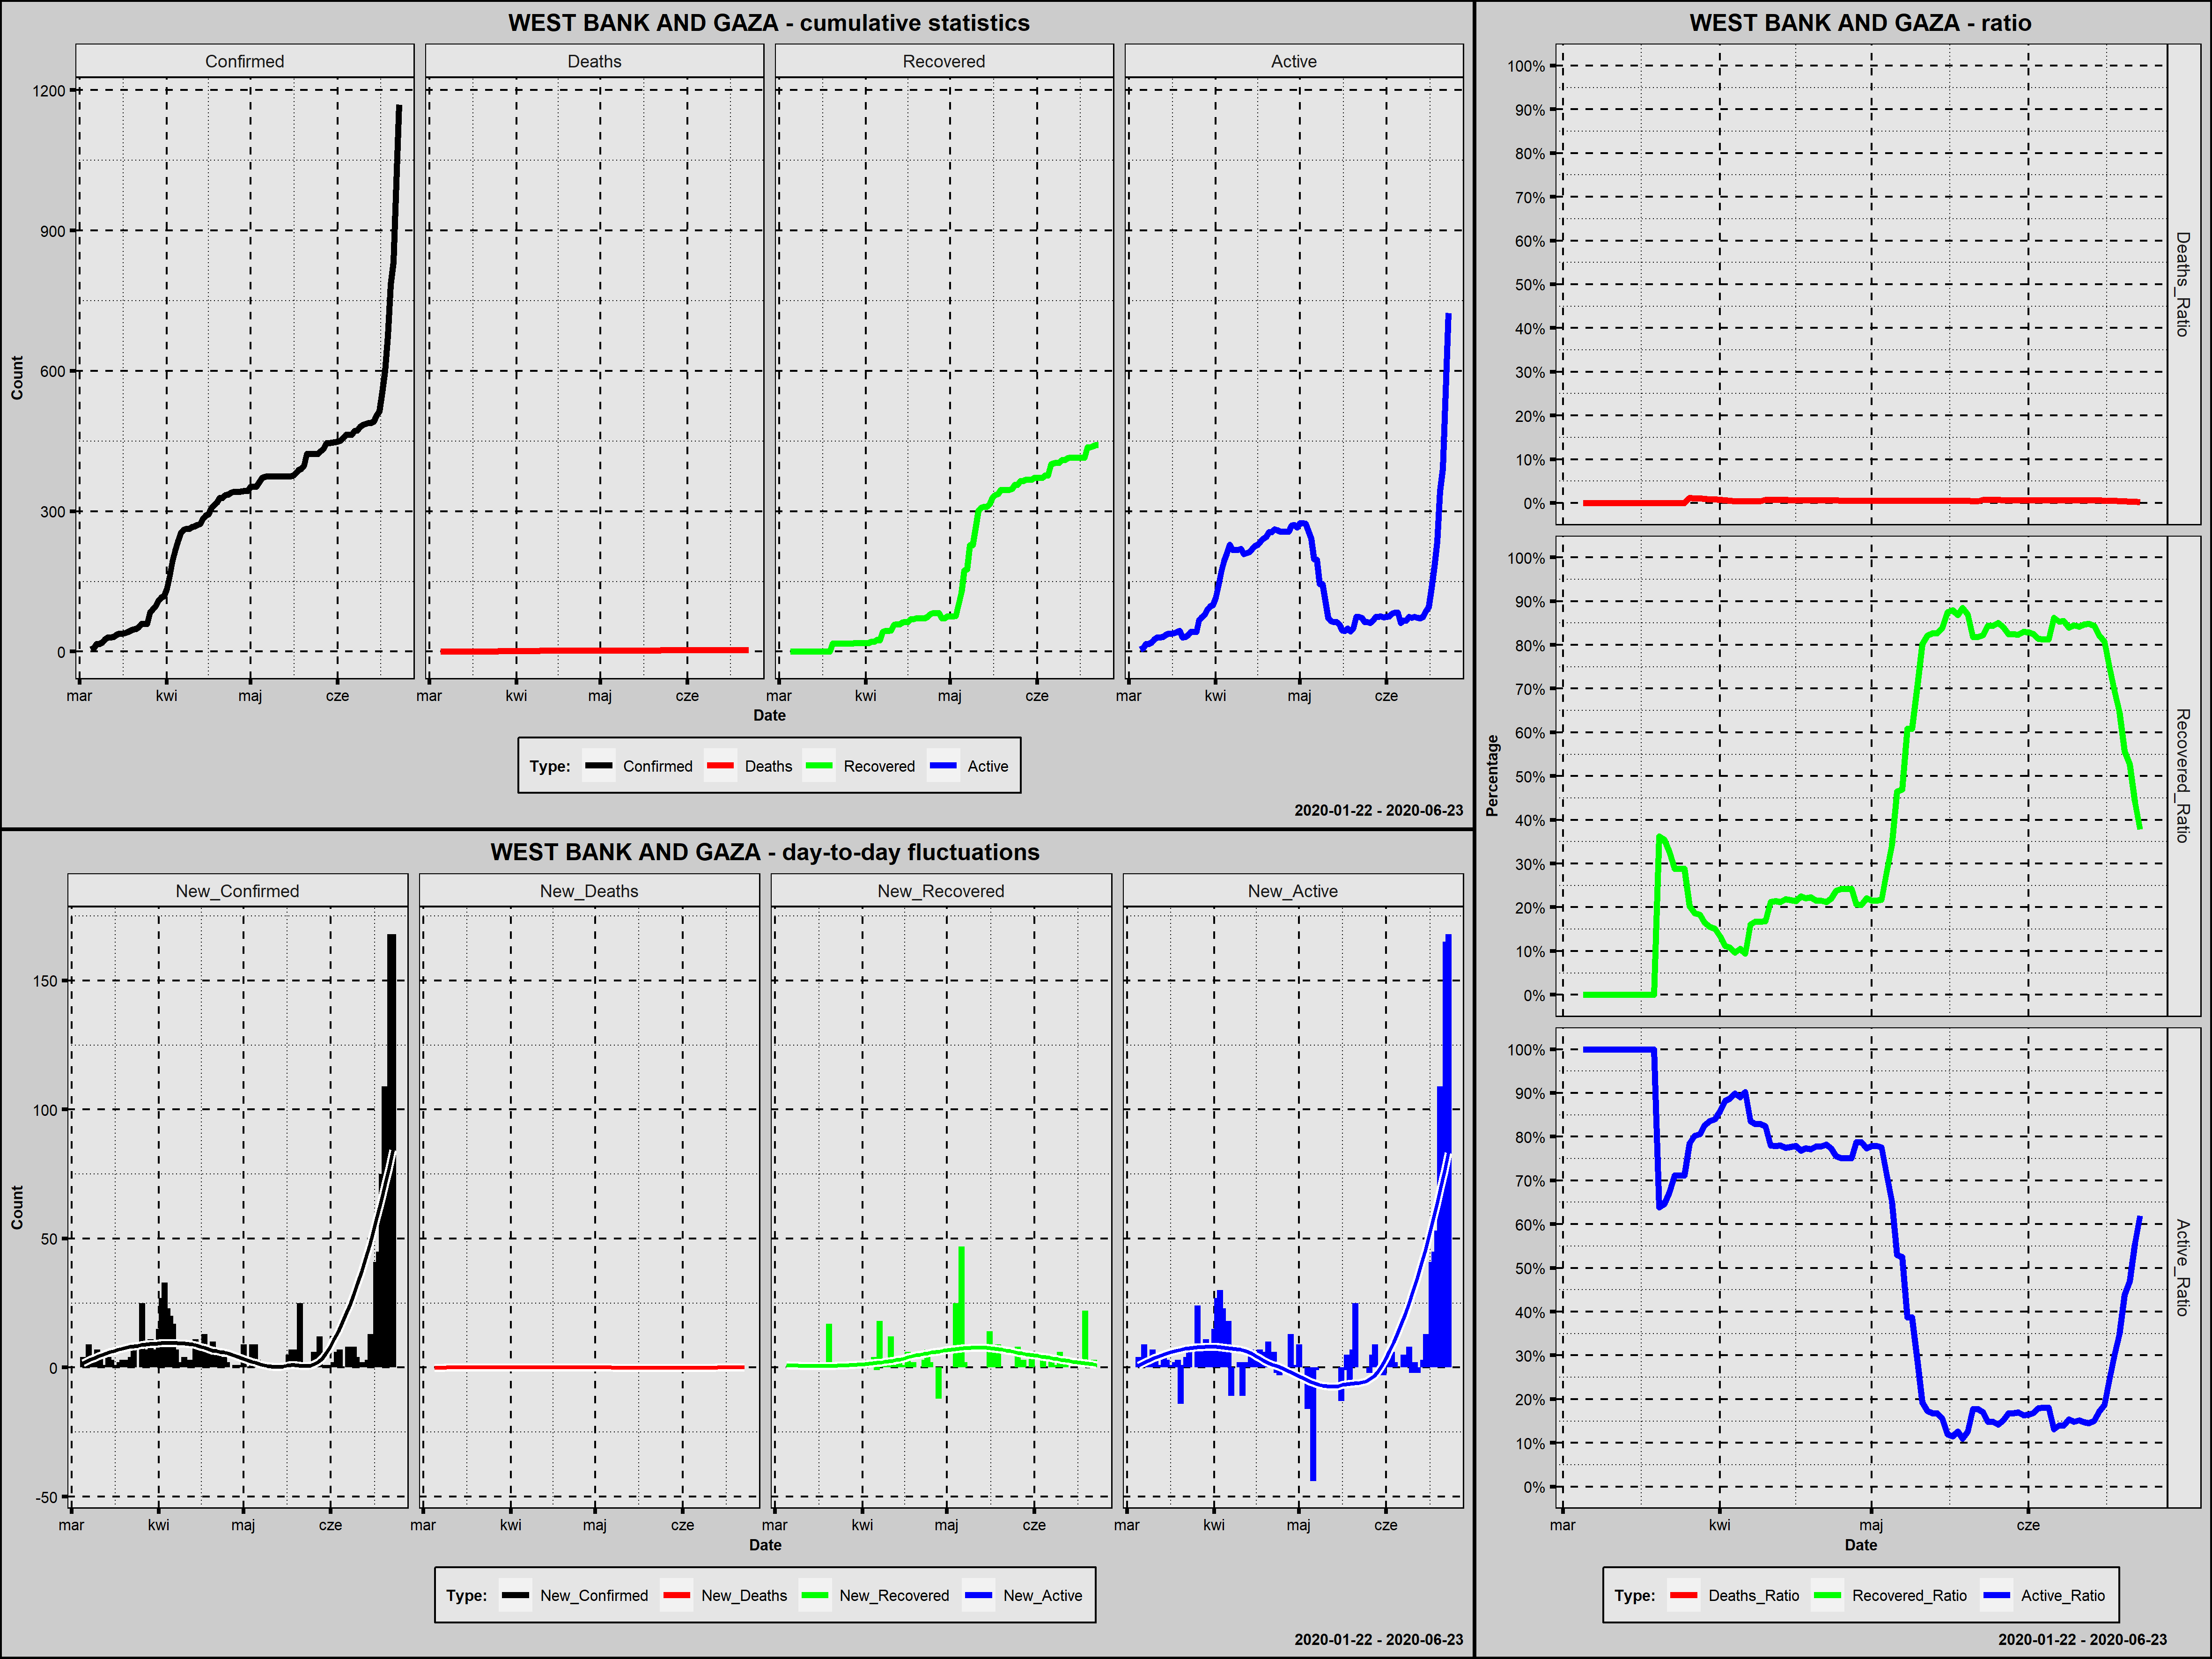 WEST BANK AND GAZA - cumulative statistics
Confirmed Deaths Recovered Active
1200
900
600
300
0
Count
mar kwi maj cze mar kwi maj cze mar kwi maj cze mar kwi maj cze
Date
Type: Confirmed Deaths Recovered Active
2020-01-22 - 2020-06-23
WEST BANK AND GAZA - day-to-day fluctuations
New_Confirmed New_Deaths New_Recovered New_Active
150
100
50
0
-50
Count
mar kwi maj cze mar kwi maj cze mar kwi maj cze mar kwi maj cze
Date
Type: New_Confirmed New_Deaths New_Recovered New_Active
2020-01-22 - 2020-06-23
WEST BANK AND GAZA - ratio
100%
90%
80%
70%
60%
50%
40%
30%
20%
10%
0%
Deaths_Ratio
100%
90%
80%
70%
60%
50%
40%
30%
20%
10%
0%
Recovered_Ratio
Percentage
100%
90%
80%
70%
60%
50%
40%
30%
20%
10%
0%
Active_Ratio
mar kwi maj cze
Date
Type: Deaths_Ratio Recovered_Ratio Active_Ratio
2020-01-22 - 2020-06-23